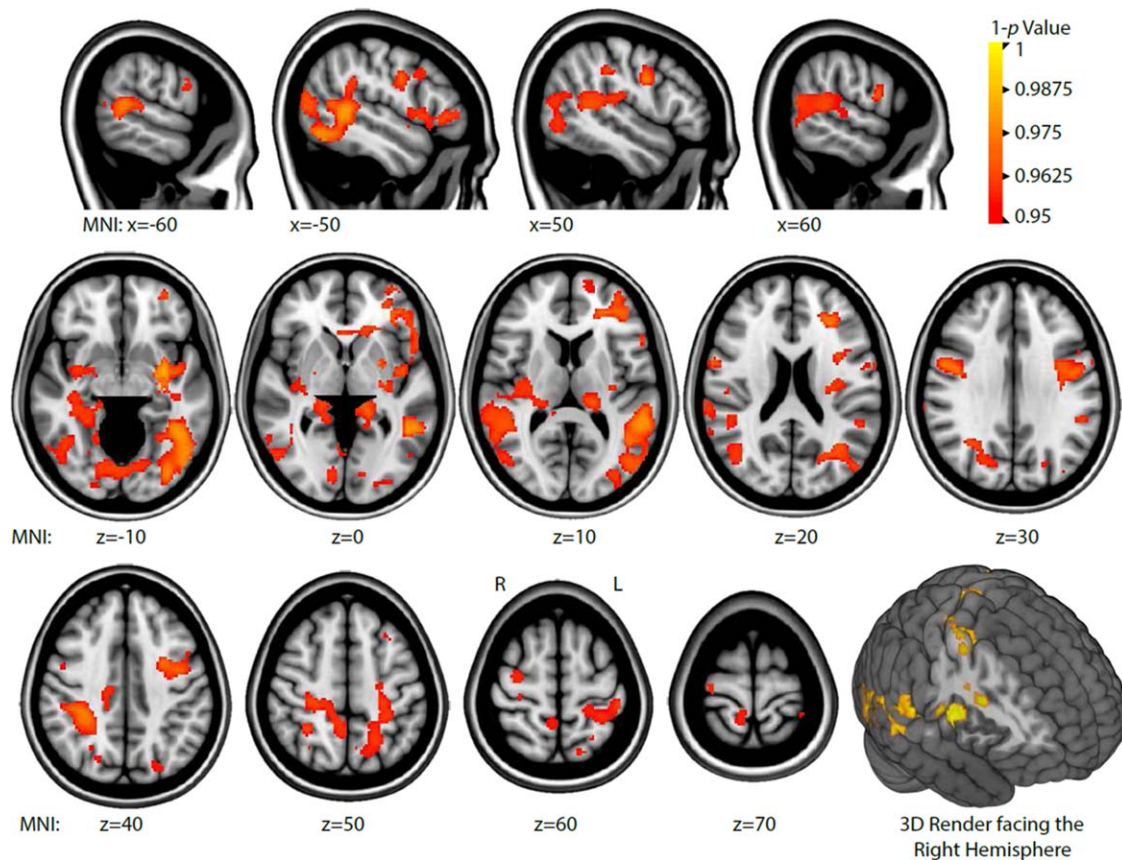 1-p Value
1
0.9875
0.975
0.9625
0.95
MNI: x=-60 x=-50 x=50 x=60
MNI: z=-10 z=0 z=10 z=20 z=30
R L
MNI: z=40 z=50 z=60 z=70
3D Render facing the
Right Hemisphere